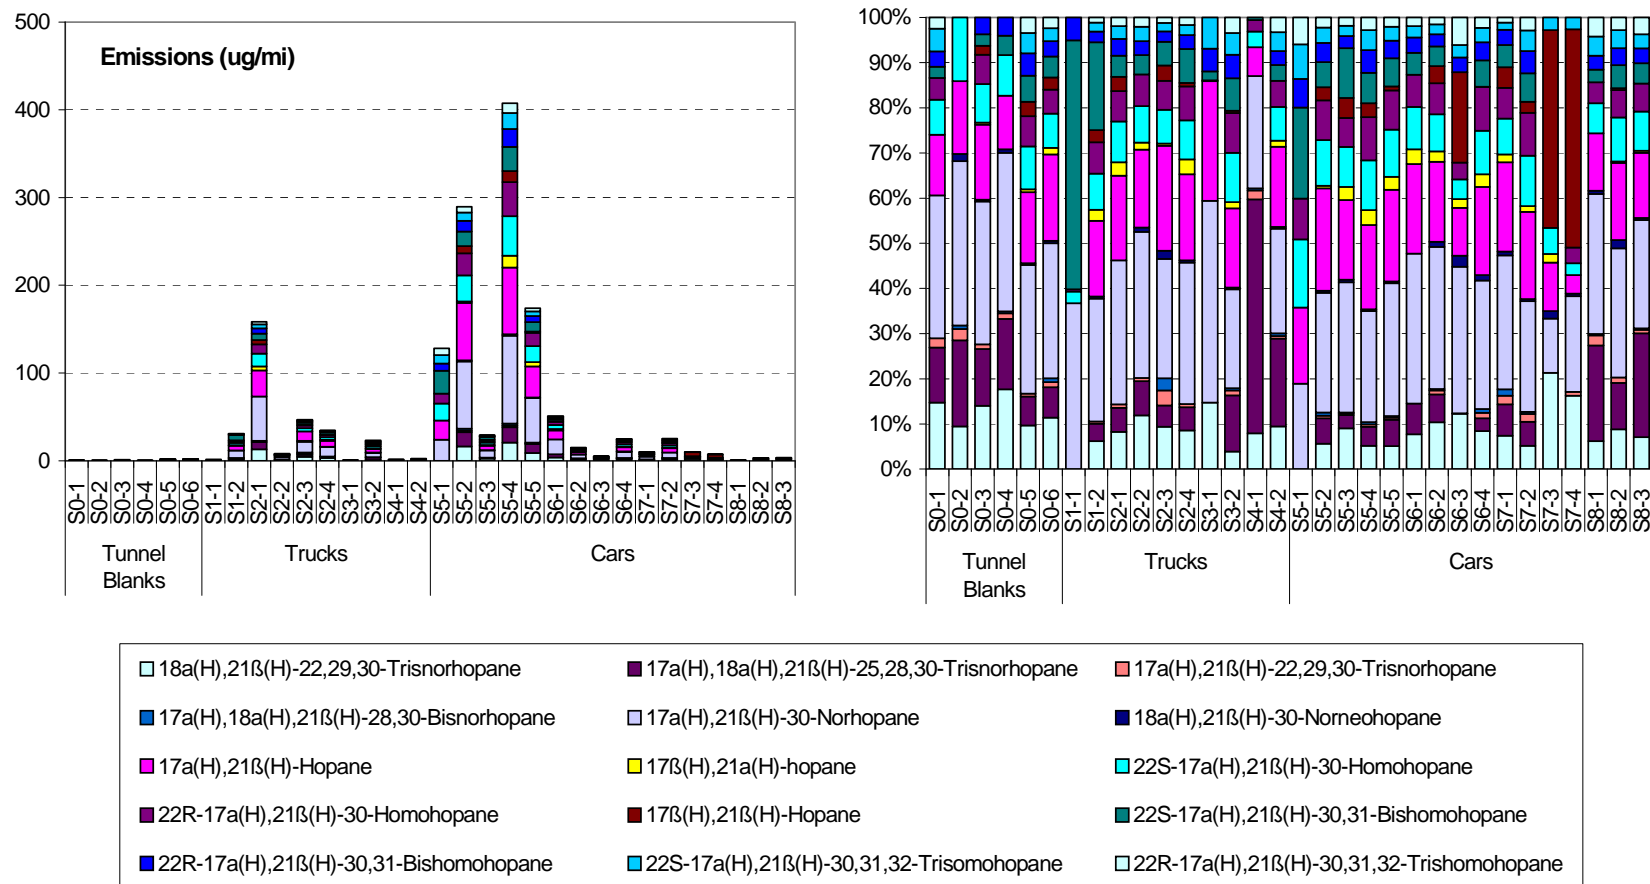 Emissions (ug/mi)
500
400
300
200
100
0
S0-1
S0-2
S0-3
S0-4
S0-5
S0-6
S1-1
S1-2
S2-1
S2-2
S2-3
S2-4
S3-1
S3-2
S4-1
S4-2
S5-1
S5-2
S5-3
S5-4
S5-5
S6-1
S6-2
S6-3
S6-4
S7-1
S7-2
S7-3
S7-4
S8-1
S8-2
S8-3
Tunnel
Blanks
Trucks
Cars
100%
90%
80%
70%
60%
50%
40%
30%
20%
10%
0%
S0-1
S0-2
S0-3
S0-4
S0-5
S0-6
S1-1
S1-2
S2-1
S2-2
S2-3
S2-4
S3-1
S3-2
S4-1
S4-2
S5-1
S5-2
S5-3
S5-4
S5-5
S6-1
S6-2
S6-3
S6-4
S7-1
S7-2
S7-3
S7-4
S8-1
S8-2
S8-3
Tunnel
Blanks
Trucks
Cars
18a(H),21ß(H)-22,29,30-Trisnorhopane
17a(H),18a(H),21ß(H)-25,28,30-Trisnorhopane
17a(H),21ß(H)-22,29,30-Trisnorhopane
17a(H),18a(H),21ß(H)-28,30-Bisnorhopane
17a(H),21ß(H)-30-Norhopane
18a(H),21ß(H)-30-Norneohopane
17a(H),21ß(H)-Hopane
17ß(H),21a(H)-hopane
22S-17a(H),21ß(H)-30-Homohopane
22R-17a(H),21ß(H)-30-Homohopane
17ß(H),21ß(H)-Hopane
22S-17a(H),21ß(H)-30,31-Bishomohopane
22R-17a(H),21ß(H)-30,31-Bishomohopane
22S-17a(H),21ß(H)-30,31,32-Trisomohopane
22R-17a(H),21ß(H)-30,31,32-Trishomohopane